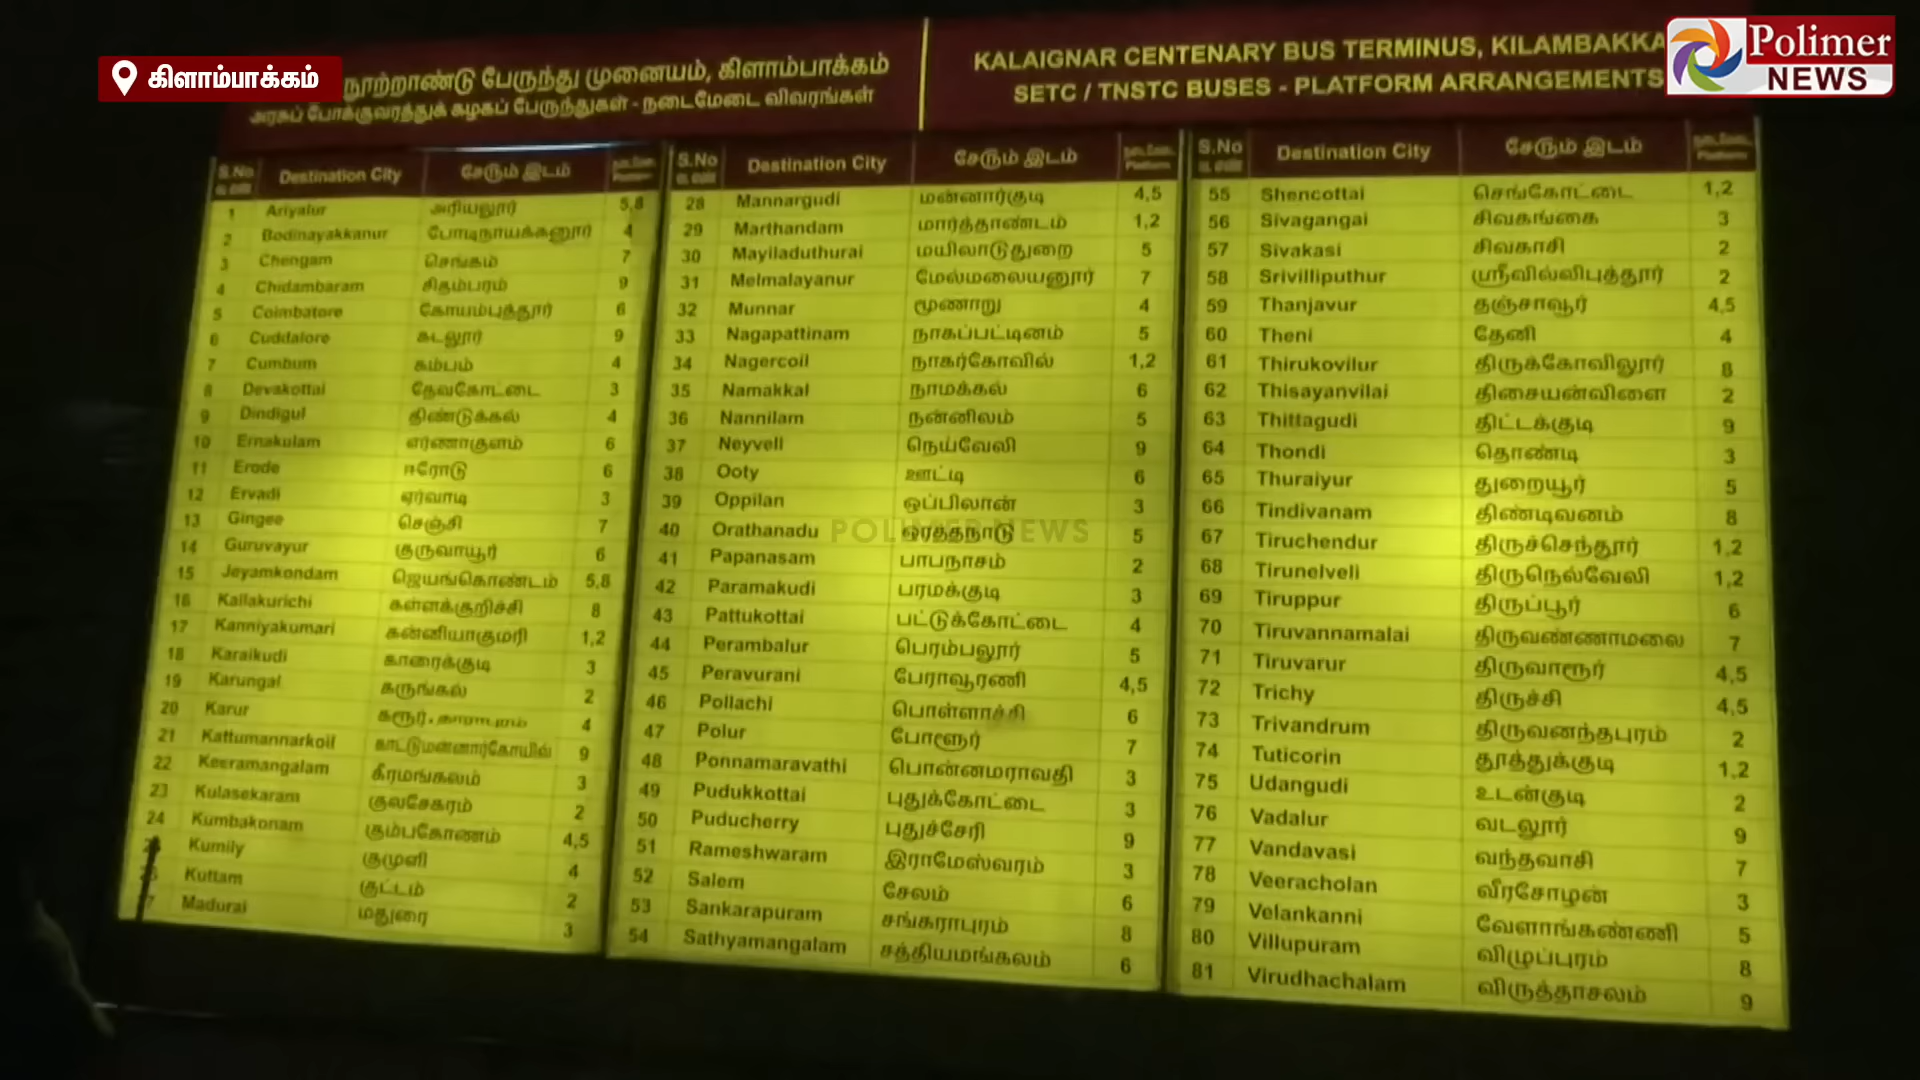 கிளாம்பாக்கம்
Polimer
NEWS
நூற்றாண்டு பேருந்து முனையம், கிளாம்பாக்கம்
அரசுப் போக்குவரத்துக் கழகப் பேருந்துகள் - நடைமேடை விவரங்கள்
KALAIGNAR CENTENARY BUS TERMINUS, KILAMBAKKA
SETC / TNSTC BUSES - PLATFORM ARRANGEMENTS
S.No Destination City சேரும் இடம்
1 Ariyalur அரியலூர் 5,8
2 Bodinayakkanur போடிநாயக்கனூர் 4
3 Chengam செங்கம் 7
4 Chidambaram சிதம்பரம் 9
5 Coimbatore கோயம்புத்தூர் 6
6 Cuddalore கடலூர் 9
7 Cumbum கம்பம் 4
8 Devakottai தேவகோட்டை 3
9 Dindigul திண்டுக்கல் 4
10 Ernakulam எர்ணாகுளம் 6
11 Erode ஈரோடு 6
12 Ervadi ஏர்வாடி 3
13 Gingee செஞ்சி 7
14 Guruvayur குருவாயூர் 6
15 Jeyamkondam ஜெயங்கொண்டம் 5,8
16 Kallakurichi கள்ளக்குறிச்சி 8
17 Kanniyakumari கன்னியாகுமரி 1,2
18 Karaikudi காரைக்குடி 3
19 Karungal கருங்கல் 2
20 Karur கரூர், 4
21 Kattumannarkoil காட்டுமன்னார்கோயில் 9
22 Keeramangalam கீரமங்கலம் 3
23 Kulasekaram குலசேகரம் 2
24 Kumbakonam கும்பகோணம் 4,5
Kumily குமுளி 4
Kuttam குட்டம் 2
7 Madurai மதுரை 3
S.No Destination City சேரும் இடம்
28 Mannargudi மன்னார்குடி 4,5
29 Marthandam மார்த்தாண்டம் 1,2
30 Mayiladuthurai மயிலாடுதுறை 5
31 Melmalayanur மேல்மலையனூர் 7
32 Munnar மூணாறு 4
33 Nagapattinam நாகப்பட்டினம் 5
34 Nagercoil நாகர்கோவில் 1,2
35 Namakkal நாமக்கல் 6
36 Nannilam நன்னிலம் 5
37 Neyveli நெய்வேலி 9
38 Ooty ஊட்டி 6
39 Oppilan ஒப்பிலான் 3
40 Orathanadu ஒரத்தநாடு 5
41 Papanasam பாபநாசம் 2
42 Paramakudi பரமக்குடி 3
43 Pattukottai பட்டுக்கோட்டை 4
44 Perambalur பெரம்பலூர் 5
45 Peravurani பேராவூரணி 4,5
46 Pollachi பொள்ளாச்சி 6
47 Polur போளூர் 7
48 Ponnamaravathi பொன்னமராவதி 3
49 Pudukkottai புதுக்கோட்டை 3
50 Puducherry புதுச்சேரி 9
51 Rameshwaram இராமேஸ்வரம் 3
52 Salem சேலம் 6
53 Sankarapuram சங்கராபுரம் 8
54 Sathyamangalam சத்தியமங்கலம் 6
S.No Destination City சேரும் இடம்
55 Shencottai செங்கோட்டை 1,2
56 Sivagangai சிவகங்கை 3
57 Sivakasi சிவகாசி 2
58 Srivilliputhur ஸ்ரீவில்லிபுத்தூர் 2
59 Thanjavur தஞ்சாவூர் 4,5
60 Theni தேனி 4
61 Thirukovilur திருக்கோவிலூர் 8
62 Thisayanvilai திசையன்விளை 2
63 Thittagudi திட்டக்குடி 9
64 Thondi தொண்டி 3
65 Thuraiyur துறையூர் 5
66 Tindivanam திண்டிவனம் 8
67 Tiruchendur திருச்செந்தூர் 1,2
68 Tirunelveli திருநெல்வேலி 1,2
69 Tiruppur திருப்பூர் 6
70 Tiruvannamalai திருவண்ணாமலை 7
71 Tiruvarur திருவாரூர் 4,5
72 Trichy திருச்சி 4,5
73 Trivandrum திருவனந்தபுரம் 2
74 Tuticorin தூத்துக்குடி 1,2
75 Udangudi உடன்குடி 2
76 Vadalur வடலூர் 9
77 Vandavasi வந்தவாசி 7
78 Veeracholan வீரசோழன் 3
79 Velankanni வேளாங்கண்ணி 5
80 Villupuram விழுப்புரம் 8
81 Virudhachalam விருத்தாசலம் 9
POLIMER NEWS